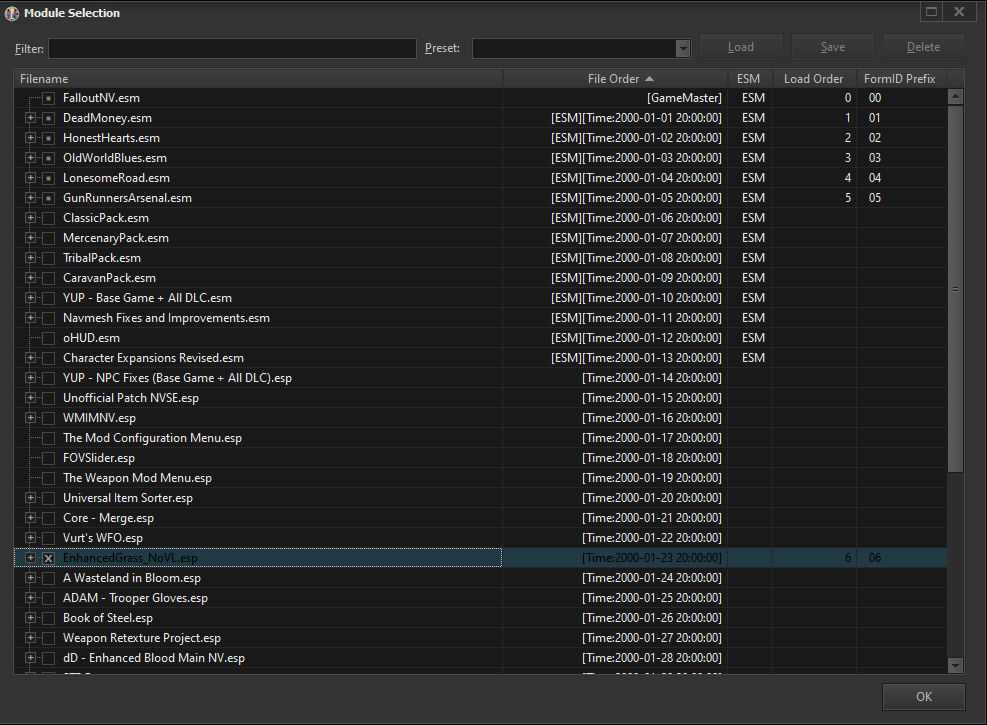 Module Selection
Filter: Preset: Load Save Delete
Filename File Order ESM Load Order FormID Prefix
FalloutNV.esm [GameMaster] ESM 0 00
DeadMoney.esm [ESM][Time:2000-01-01 20:00:00] ESM 1 01
HonestHearts.esm [ESM][Time:2000-01-02 20:00:00] ESM 2 02
OldWorldBlues.esm [ESM][Time:2000-01-03 20:00:00] ESM 3 03
LonesomeRoad.esm [ESM][Time:2000-01-04 20:00:00] ESM 4 04
GunRunnersArsenal.esm [ESM][Time:2000-01-05 20:00:00] ESM 5 05
ClassicPack.esm [ESM][Time:2000-01-06 20:00:00] ESM
MercenaryPack.esm [ESM][Time:2000-01-07 20:00:00] ESM
TribalPack.esm [ESM][Time:2000-01-08 20:00:00] ESM
CaravanPack.esm [ESM][Time:2000-01-09 20:00:00] ESM
YUP - Base Game + All DLC.esm [ESM][Time:2000-01-10 20:00:00] ESM
Navmesh Fixes and Improvements.esm [ESM][Time:2000-01-11 20:00:00] ESM
oHUD.esm [ESM][Time:2000-01-12 20:00:00] ESM
Character Expansions Revised.esm [ESM][Time:2000-01-13 20:00:00] ESM
YUP - NPC Fixes (Base Game + All DLC).esp [Time:2000-01-14 20:00:00]
Unofficial Patch NVSE.esp [Time:2000-01-15 20:00:00]
WMIMNV.esp [Time:2000-01-16 20:00:00]
The Mod Configuration Menu.esp [Time:2000-01-17 20:00:00]
FOVSlider.esp [Time:2000-01-18 20:00:00]
The Weapon Mod Menu.esp [Time:2000-01-19 20:00:00]
Universal Item Sorter.esp [Time:2000-01-20 20:00:00]
Core - Merge.esp [Time:2000-01-21 20:00:00]
Vurt's WFO.esp [Time:2000-01-22 20:00:00]
EnhancedGrass_NoVL.esp [Time:2000-01-23 20:00:00] 6 06
A Wasteland in Bloom.esp [Time:2000-01-24 20:00:00]
ADAM - Trooper Gloves.esp [Time:2000-01-25 20:00:00]
Book of Steel.esp [Time:2000-01-26 20:00:00]
Weapon Retexture Project.esp [Time:2000-01-27 20:00:00]
dD - Enhanced Blood Main NV.esp [Time:2000-01-28 20:00:00]
OK